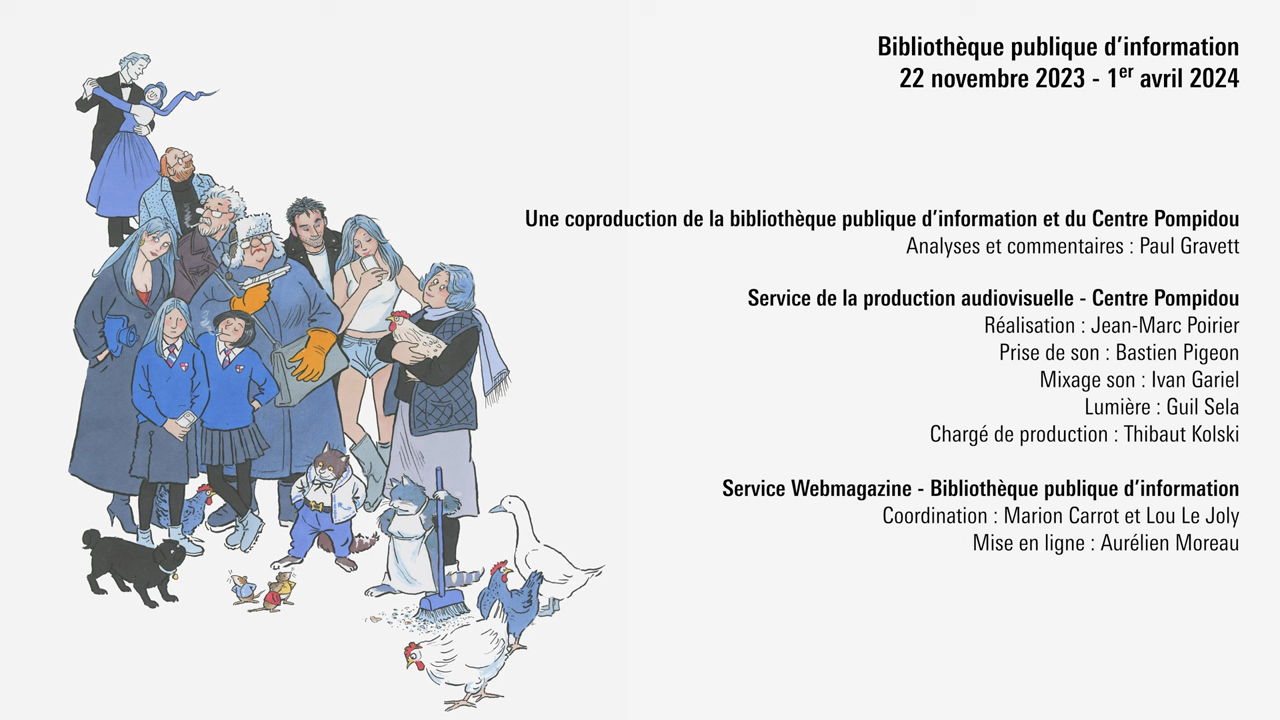 Bibliothèque publique d’information
22 novembre 2023 - 1er avril 2024
Une coproduction de la bibliothèque publique d’information et du Centre Pompidou
Analyses et commentaires : Paul Gravett
Service de la production audiovisuelle - Centre Pompidou
Réalisation : Jean-Marc Poirier
Prise de son : Bastien Pigeon
Mixage son : Ivan Gariel
Lumière : Guil Sela
Chargé de production : Thibaut Kolski
Service Webmagazine - Bibliothèque publique d’information
Coordination : Marion Carrot et Lou Le Joly
Mise en ligne : Aurélien Moreau